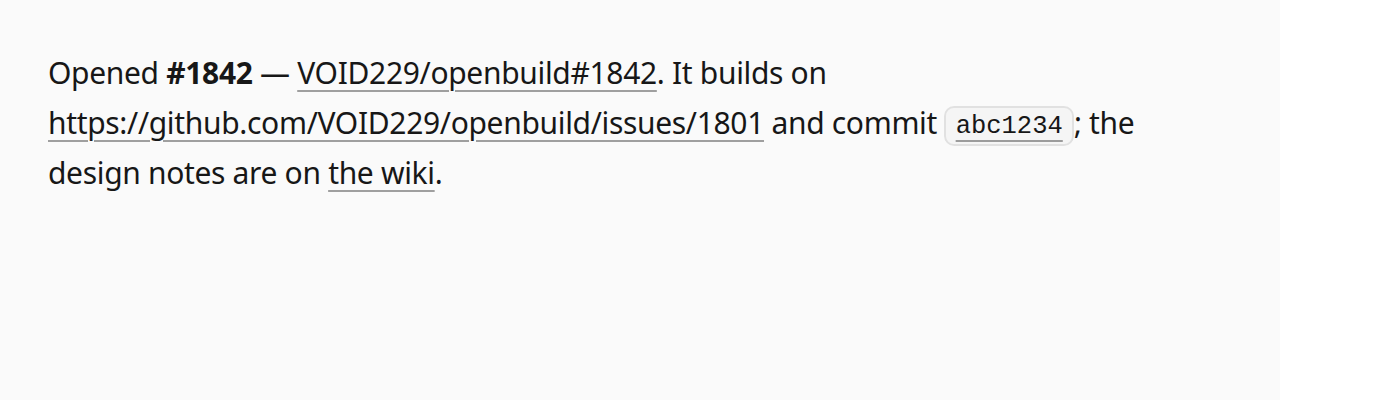 Opened #1842 — VOID229/openbuild#1842. It builds on
https://github.com/VOID229/openbuild/issues/1801 and commit abc1234; the
design notes are on the wiki.